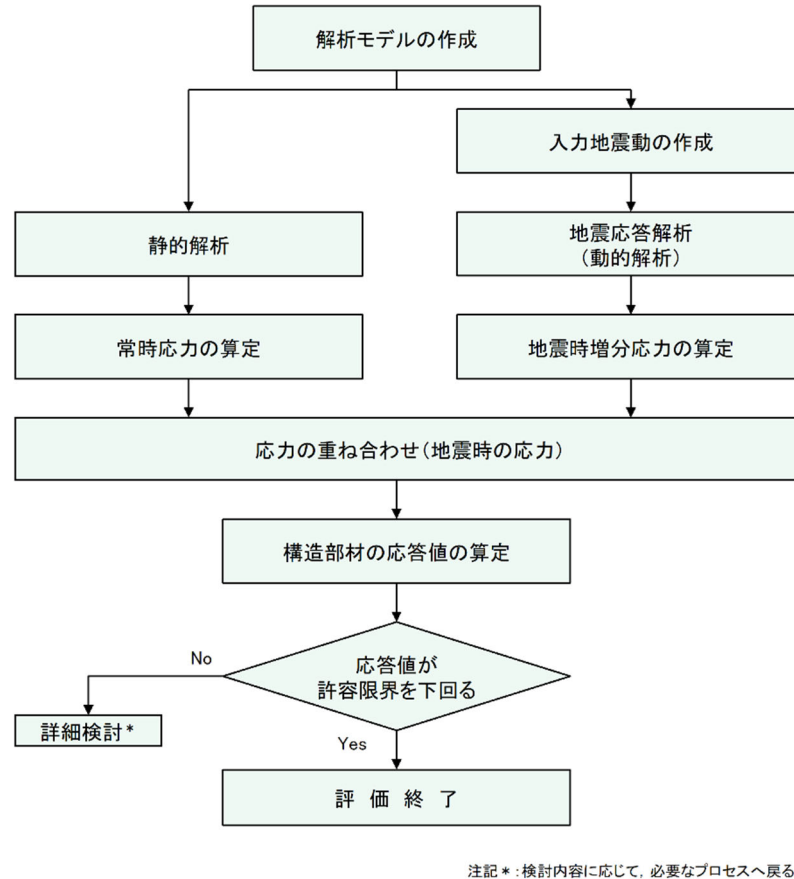 解析モデルの作成
入力地震動の作成
静的解析
地震応答解析
（動的解析）
常時応力の算定
地震時増分応力の算定
応力の重ね合わせ（地震時の応力）
構造部材の応答値の算定
応答値が
許容限界を下回る
No
詳細検討*
Yes
評 価 終 了
注記*：検討内容に応じて，必要なプロセスへ戻る